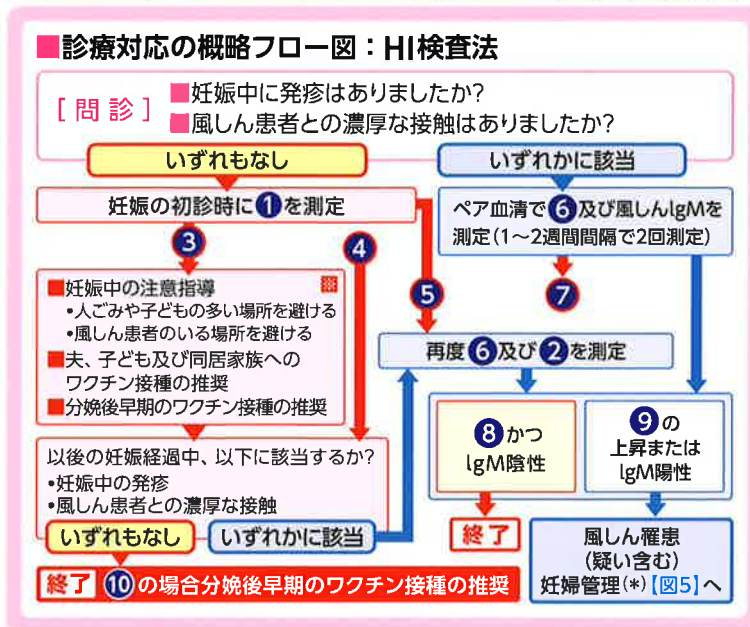 ■診療対応の概略フロー図：HI検査法
［問診］
■妊娠中に発疹はありましたか?
■風しん患者との濃厚な接触はありましたか?
いずれもなし
いずれかに該当
妊娠の初診時に❶を測定
ペア血清で❻及び風しんIgMを
測定(1～2週間間隔で2回測定)
❸
❹
❺
❼
■妊娠中の注意指導
※
•人ごみや子どもの多い場所を避ける
•風しん患者のいる場所を避ける
■夫、子ども及び同居家族への
ワクチン接種の推奨
■分娩後早期のワクチン接種の推奨
再度❻及び❷を測定
❽かつ
IgM陰性
❾の
上昇または
IgM陽性
以後の妊娠経過中、以下に該当するか?
•妊娠中の発疹
•風しん患者との濃厚な接触
いずれもなし
いずれかに該当
終了
風しん罹患
(疑い含む)
妊婦管理(*)【図5】へ
終了 ❿の場合分娩後早期のワクチン接種の推奨